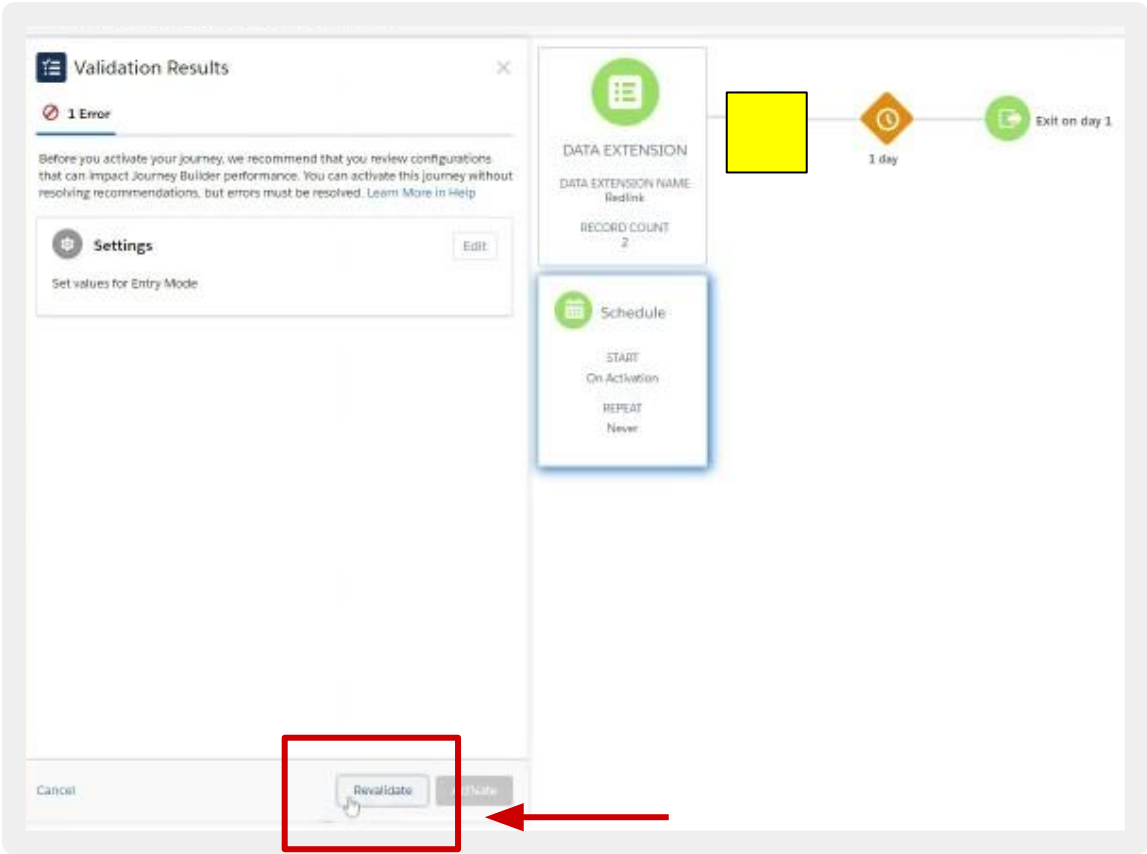 Validation Results
1 Error
Before you activate your journey, we recommend that you review configurations
that can impact Journey Builder performance. You can activate this journey without
resolving recommendations, but errors must be resolved. Learn More in Help
Settings
Edit
Set values for Entry Mode
Cancel
Revalidate
Activate
DATA EXTENSION
DATA EXTENSION NAME
Redlink
RECORD COUNT
2
Schedule
START
On Activation
REPEAT
Never
1 day
Exit on day 1